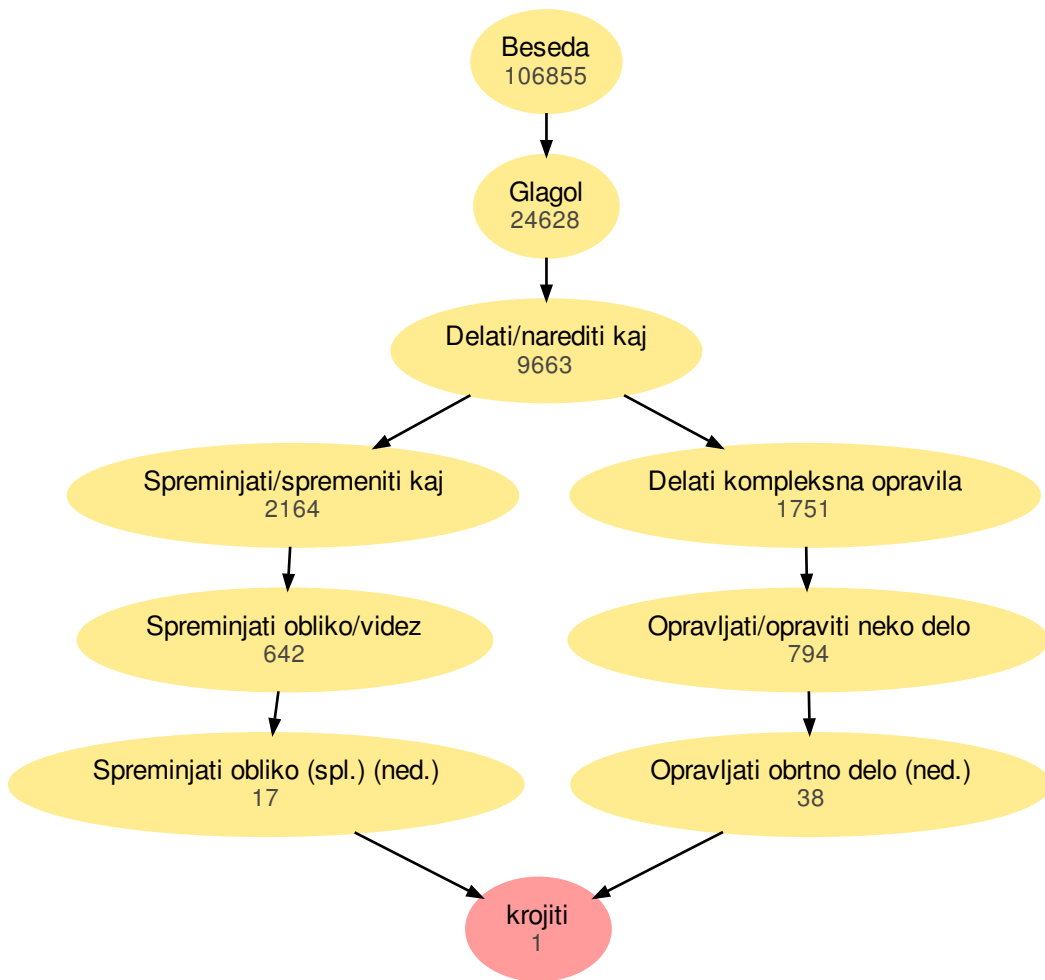 Beseda
106855
Glagol
24628
Delati/narediti kaj
9663
Spreminjati/spremeniti kaj
2164
Delati kompleksna opravila
1751
Spreminjati obliko/videz
642
Opravljati/opraviti neko delo
794
Spreminjati obliko (spl.) (ned.)
17
Opravljati obrtno delo (ned.)
38
krojiti
1